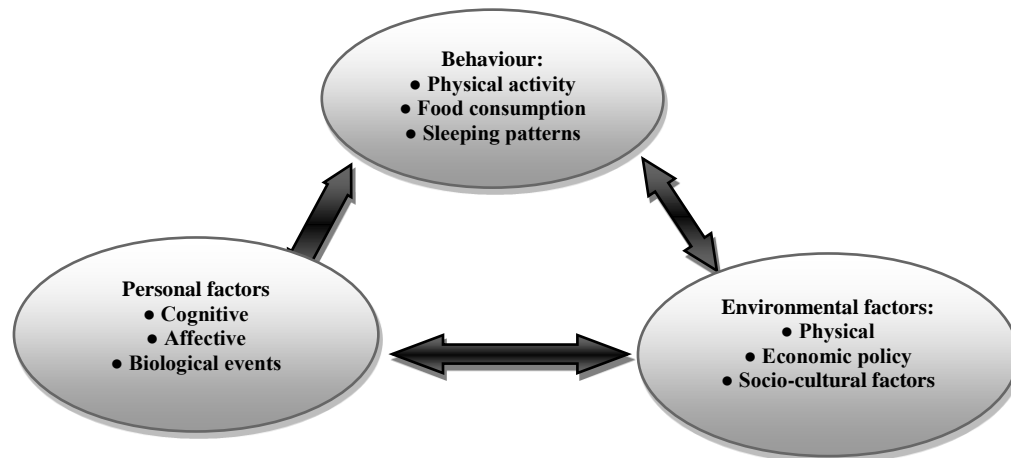 Behaviour:
● Physical activity
● Food consumption
● Sleeping patterns
Personal factors
● Cognitive
● Affective
● Biological events
Environmental factors:
● Physical
● Economic policy
● Socio-cultural factors